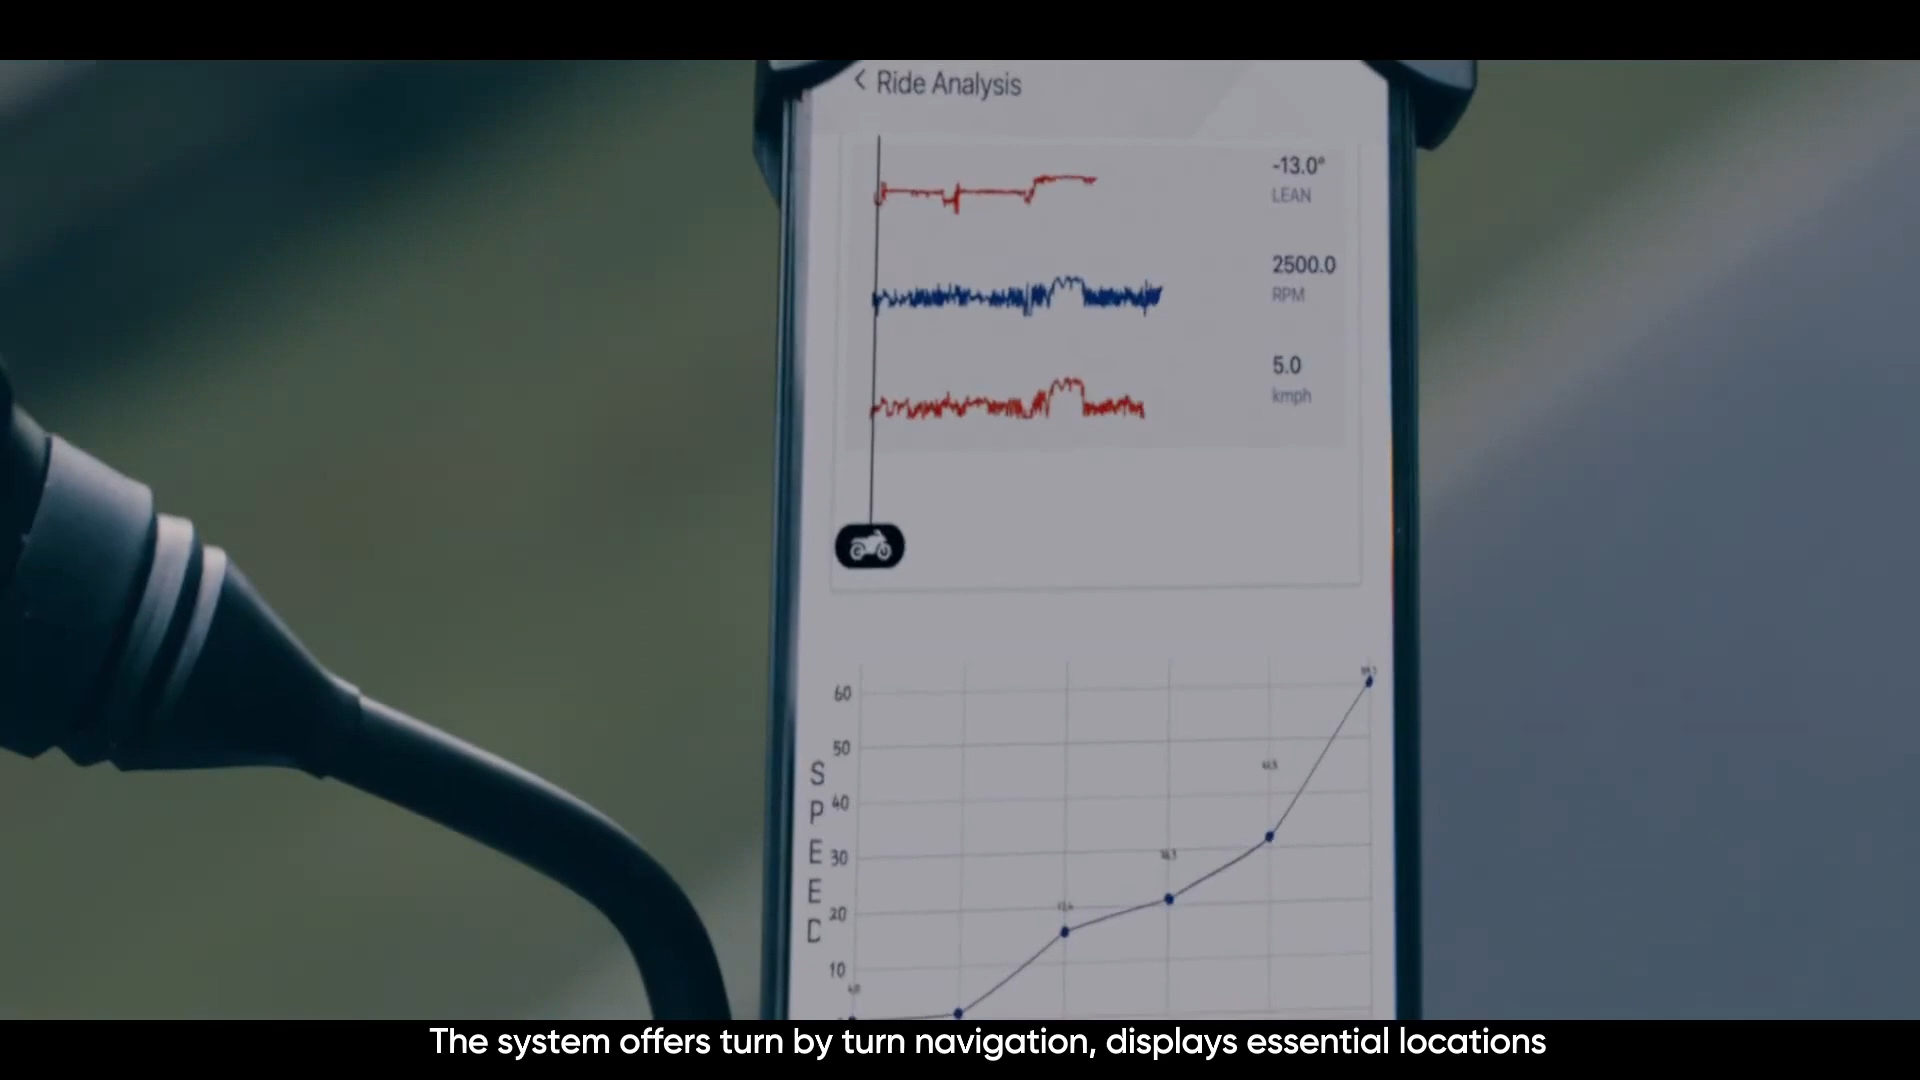 Ride Analysis
-13.0°
LEAN
2500.0
RPM
5.0
kmph
60
50
40
30
20
10
SPEED
The system offers turn by turn navigation, displays essential locations